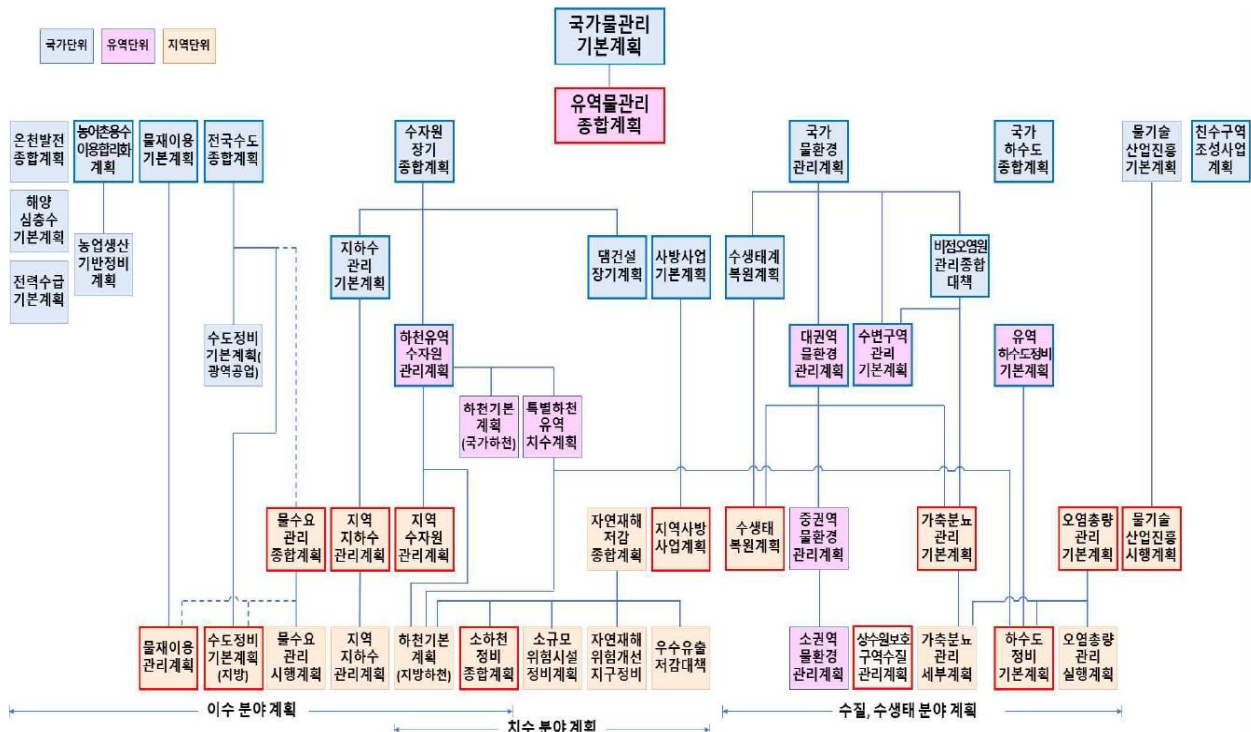 국가물관리
기본계획
국가단위
유역단위
지역단위
유역물관리
종합계획
온천발전
종합계획
농어촌용수
이용합리화
계획
물재이용
기본계획
전국수도
종합계획
수자원
장기
종합계획
국가
물환경
관리계획
국가
하수도
종합계획
물기술
산업진흥
기본계획
친수구역
조성사업
계획
해양
심층수
기본계획
농업생산
기반정비
계획
지하수
관리
기본계획
댐건설
장기계획
사방사업
기본계획
수생태계
복원계획
비점오염원
관리종합
대책
전력수급
기본계획
수도정비
기본계획(
광역공업)
하천유역
수자원
관리계획
대권역
물환경
관리계획
수변구역
관리
기본계획
유역
하수도정비
기본계획
하천기본
계획
(국가하천)
특별하천
유역
치수계획
물수요
관리
종합계획
지역
지하수
관리계획
지역
수자원
관리계획
자연재해
저감
종합계획
지역사방
사업계획
수생태
복원계획
중권역
물환경
관리계획
가축분뇨
관리
기본계획
오염총량
관리
기본계획
물기술
산업진흥
시행계획
물재이용
관리계획
수도정비
기본계획
(지방)
물수요
관리
시행계획
지역
지하수
관리계획
하천기본
계획
(지방하천)
소하천
정비
종합계획
소규모
위험시설
정비계획
자연재해
위험개선
지구정비
우수유출
저감대책
소권역
물환경
관리계획
상수원보호
구역수질
관리계획
가축분뇨
관리
세부계획
하수도
정비
기본계획
오염총량
관리
실행계획
이수 분야 계획
치수 분야 계획
수질, 수생태 분야 계획